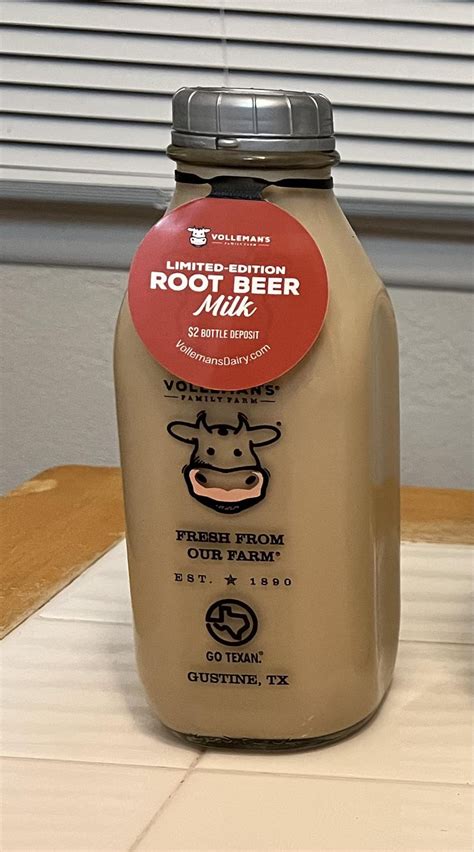 VOLLEMAN'S
FAMILY FARM
LIMITED-EDITION
ROOT BEER
Milk
$2 BOTTLE DEPOSIT
VollemansDairy.com
VOLLEMAN'S®
FAMILY FARM
FRESH FROM
OUR FARM®
EST. ★ 1890
GO TEXAN.®
GUSTINE, TX